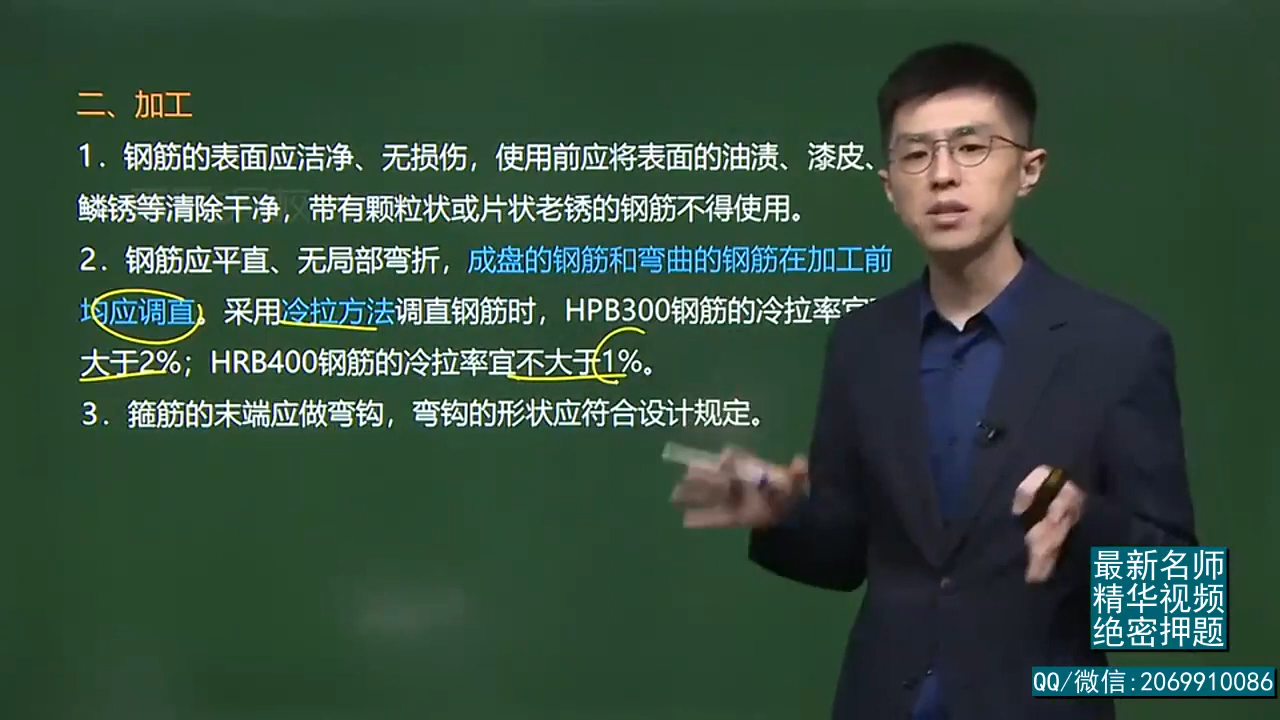 二、加工
1．钢筋的表面应洁净、无损伤，使用前应将表面的油渍、漆皮、
鳞锈等清除干净，带有颗粒状或片状老锈的钢筋不得使用。
2．钢筋应平直、无局部弯折，成盘的钢筋和弯曲的钢筋在加工前
均应调直。采用冷拉方法调直钢筋时，HPB300钢筋的冷拉率宜
大于2%；HRB400钢筋的冷拉率宜不大于1%。
3．箍筋的末端应做弯钩，弯钩的形状应符合设计规定。
最新名师
精华视频
绝密押题
QQ/微信:2069910086